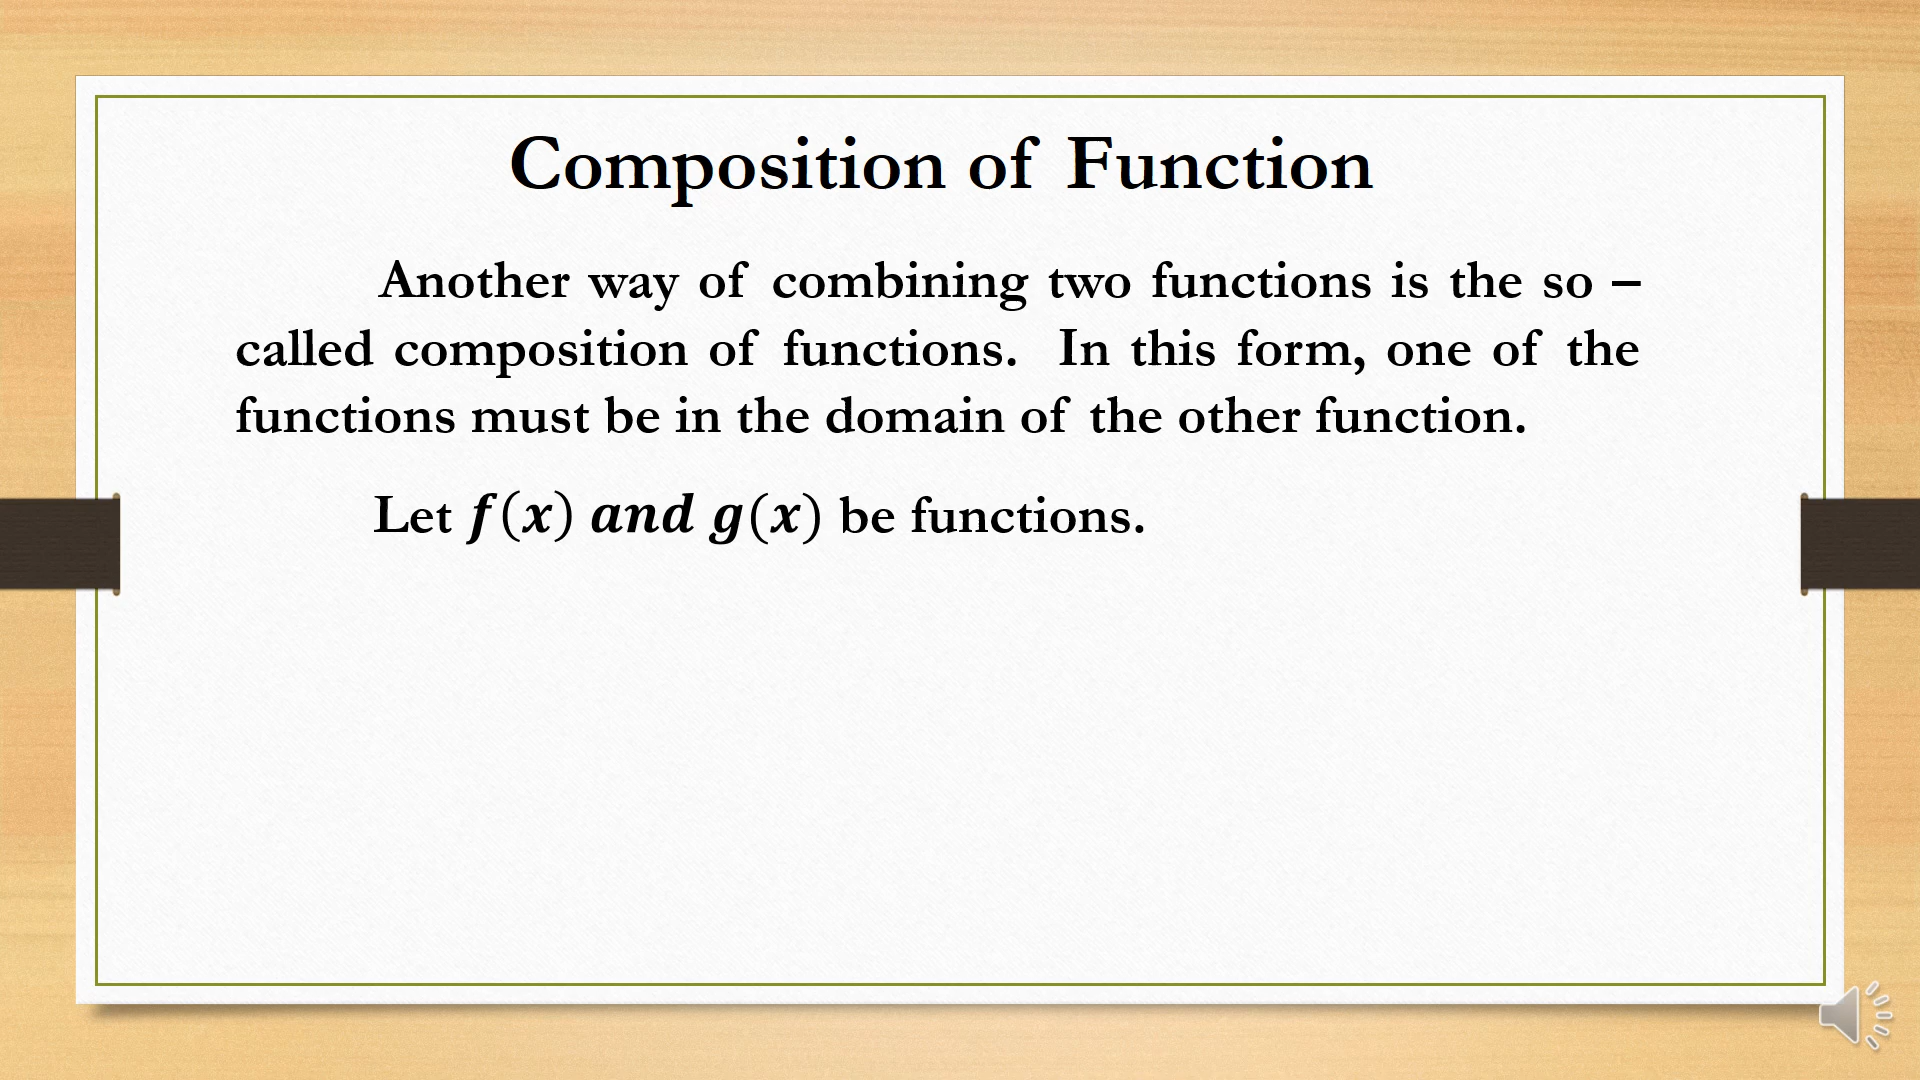 Composition of Function
Another way of combining two functions is the so –
called composition of functions. In this form, one of the
functions must be in the domain of the other function.
Let f(x) and g(x) be functions.